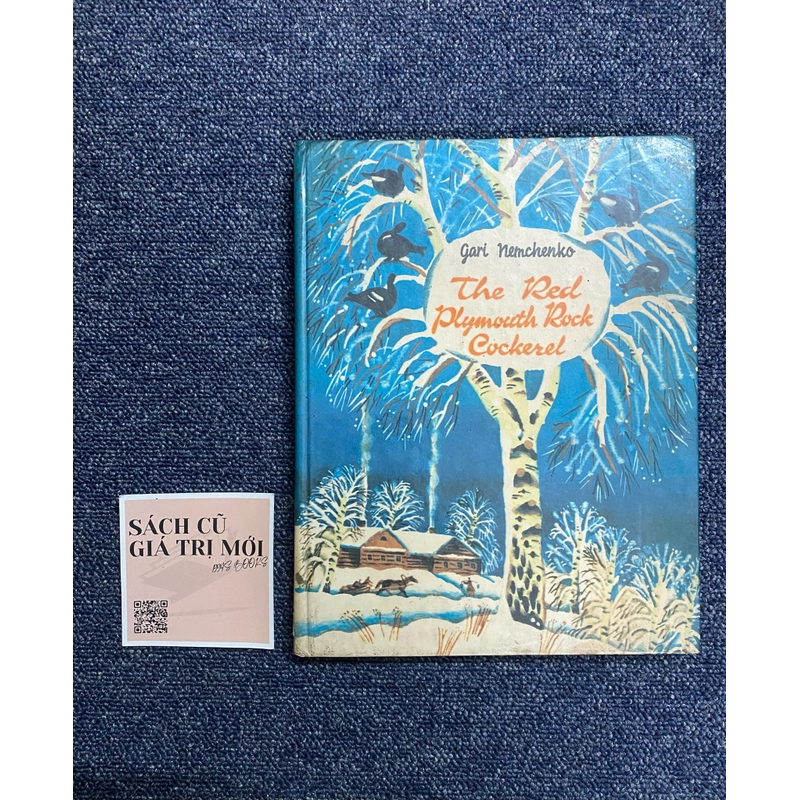 Gari Nemchenko
The Red
Plymouth Rock
Cockerel
SÁCH CŨ
GIÁ TRỊ MỚI